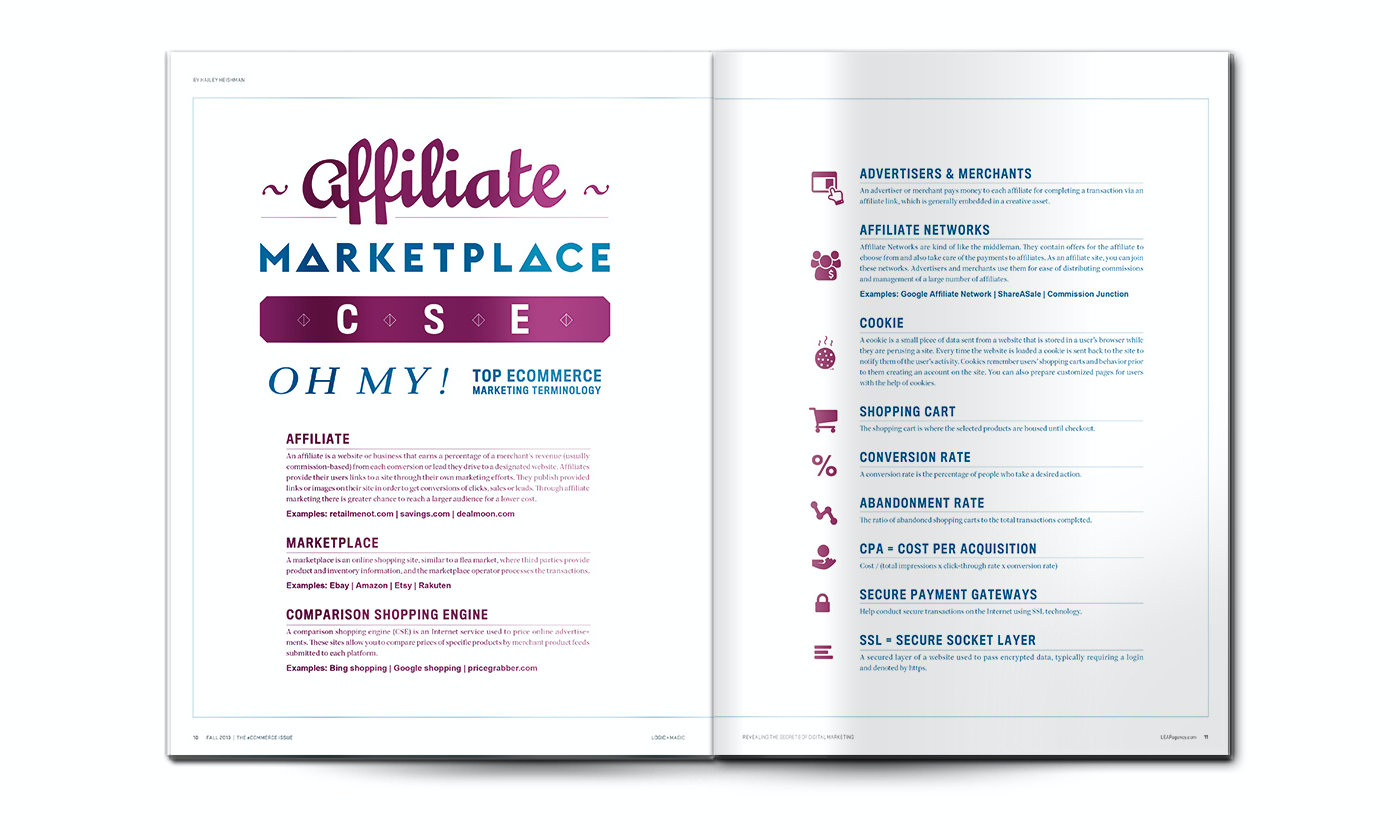 BY HAILEY HEISHMAN
~ Affiliate ~
MARKETPLACE
C S E
OH MY!
TOP ECOMMERCE
MARKETING TERMINOLOGY
AFFILIATE
An affiliate is a website or business that earns a percentage of a merchant's revenue (usually
commission-based) from each conversion or lead they drive to a designated website. Affiliates
provide their users links to a site through their own marketing efforts. They publish provided
links or images on their site in order to get conversions of clicks, sales or leads. Through affiliate
marketing there is greater chance to reach a larger audience for a lower cost.
Examples: retailmenot.com | savings.com | dealmoon.com
MARKETPLACE
A marketplace is an online shopping site, similar to a flea market, where third parties provide
product and inventory information, and the marketplace operator processes the transactions.
Examples: Ebay | Amazon | Etsy | Rakuten
COMPARISON SHOPPING ENGINE
A comparison shopping engine (CSE) is an Internet service used to price online advertise-
ments. These sites allow you to compare prices of specific products by merchant product feeds
submitted to each platform.
Examples: Bing shopping | Google shopping | pricegrabber.com
10 FALL 2013 | THE eCOMMERCE ISSUE
LOGIC+MAGIC
ADVERTISERS & MERCHANTS
An advertiser or merchant pays money to each affiliate for completing a transaction via an
affiliate link, which is generally embedded in a creative asset.
AFFILIATE NETWORKS
Affiliate Networks are kind of like the middleman. They contain offers for the affiliate to
choose from and also take care of the payments to affiliates. As an affiliate site, you can join
these networks. Advertisers and merchants use them for ease of distributing commissions
and management of a large number of affiliates.
Examples: Google Affiliate Network | ShareASale | Commission Junction
$
COOKIE
A cookie is a small piece of data sent from a website that is stored in a user's browser while
they are perusing a site. Every time the website is loaded a cookie is sent back to the site to
notify them of the user's activity. Cookies remember users' shopping carts and behavior prior
to them creating an account on the site. You can also prepare customized pages for users
with the help of cookies.
SHOPPING CART
The shopping cart is where the selected products are housed until checkout.
%
CONVERSION RATE
A conversion rate is the percentage of people who take a desired action.
ABANDONMENT RATE
The ratio of abandoned shopping carts to the total transactions completed.
CPA = COST PER ACQUISITION
Cost / (total impressions x click-through rate x conversion rate)
SECURE PAYMENT GATEWAYS
Help conduct secure transactions on the Internet using SSL technology.
SSL = SECURE SOCKET LAYER
A secured layer of a website used to pass encrypted data, typically requiring a login
and denoted by https.
REVEALING THE SECRETS OF DIGITAL MARKETING
LEAPagency.com 11